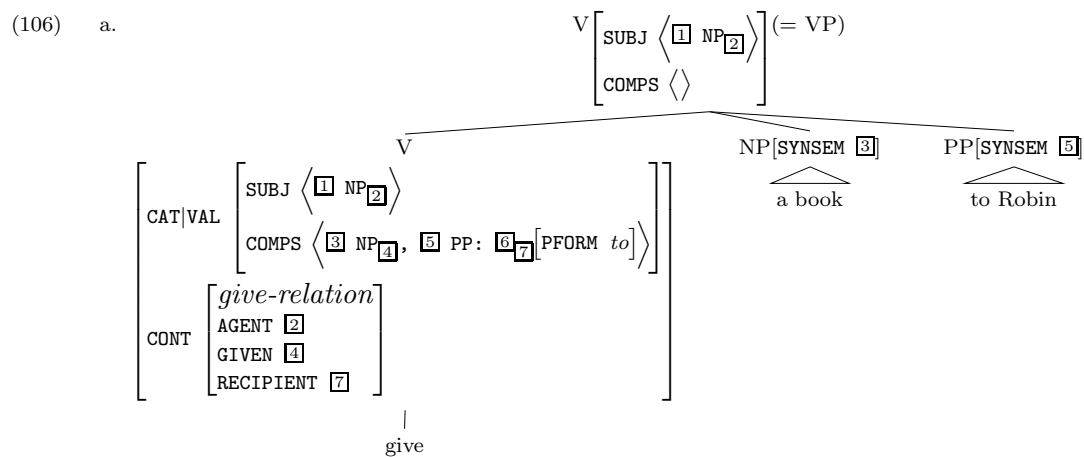 (106) a.
V[SUBJ ⟨[1] NP[2]⟩ (= VP)
COMPS ⟨⟩]
V NP[SYNSEM [3]] PP[SYNSEM [5]]
a book to Robin
SUBJ ⟨[1] NP[2]⟩
CAT|VAL
COMPS ⟨[3] NP[4], [5] PP: [6][7][PFORM to]⟩
give-relation
AGENT [2]
CONT
GIVEN [4]
RECIPIENT [7]
give